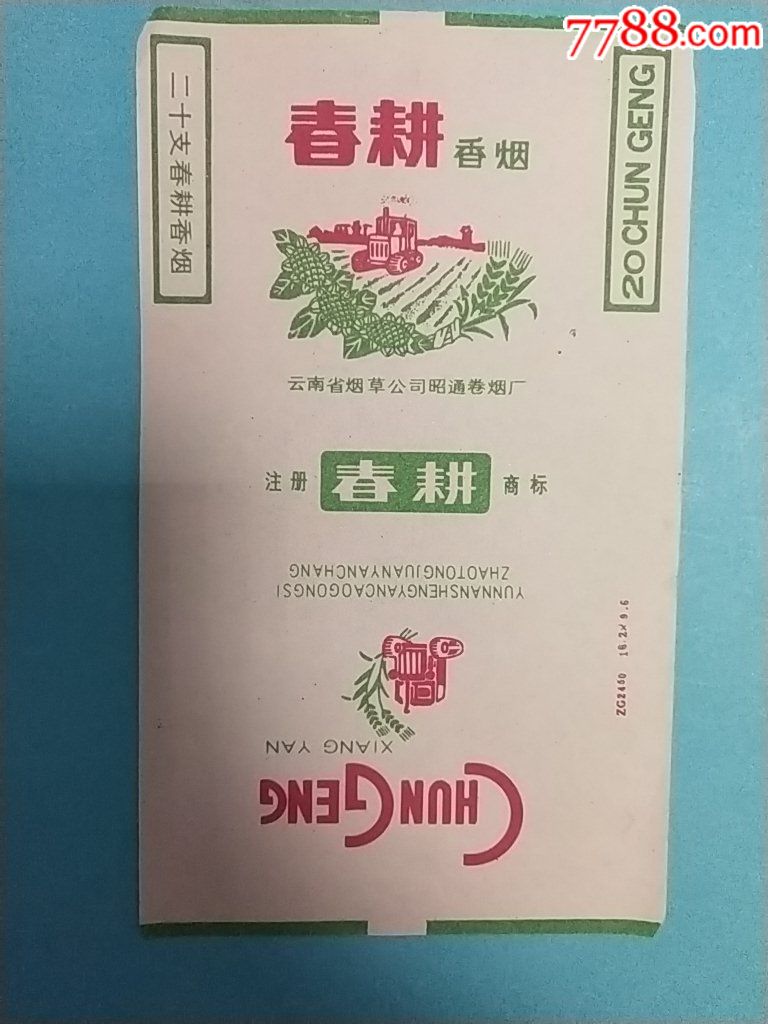 7788.com
二十支春耕香烟
20 CHUN GENG
春耕 香烟
云南省烟草公司昭通卷烟厂
注册 春耕 商标
YUNNANSHENGYANCAOGONGSI
ZHAOTONGJUANYANCHANG
XIANG YAN
CHUNGENG
ZG2460 16.2×9.6